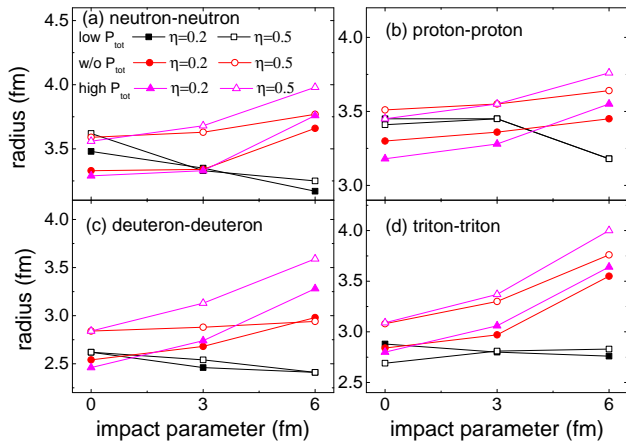 (a) neutron-neutron
low P_tot η=0.2 η=0.5
w/o P_tot η=0.2 η=0.5
high P_tot η=0.2 η=0.5
4.5
4.0
3.5
radius (fm)
(b) proton-proton
4.0
3.5
3.0
(c) deuteron-deuteron
4.0
3.5
3.0
2.5
radius (fm)
0 3 6
impact parameter (fm)
(d) triton-triton
4.0
3.5
3.0
2.5
0 3 6
impact parameter (fm)